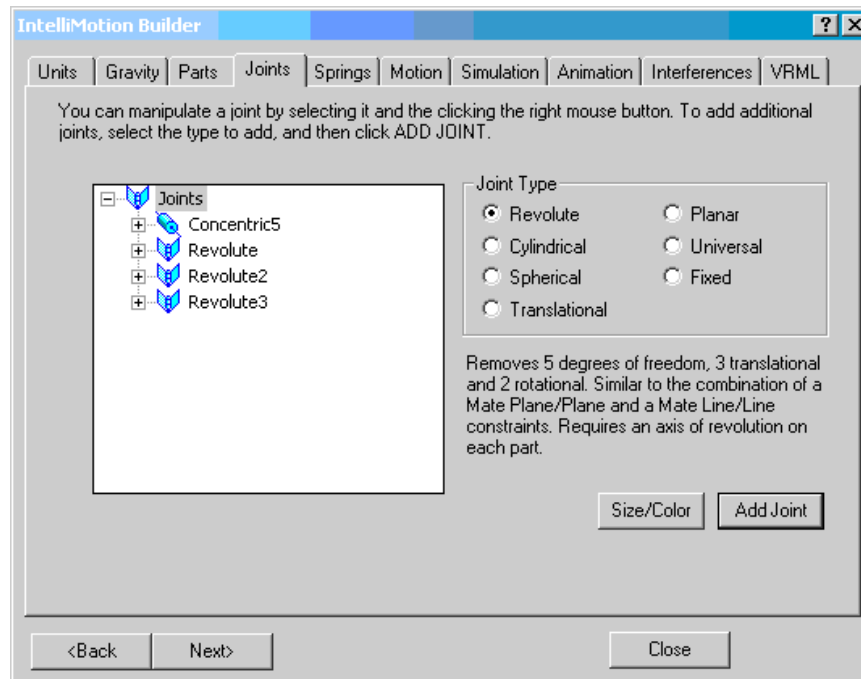 IntelliMotion Builder
Units Gravity Parts Joints Springs Motion Simulation Animation Interferences VRML
You can manipulate a joint by selecting it and the clicking the right mouse button. To add additional
joints, select the type to add, and then click ADD JOINT.
Joints
Concentric5
Revolute
Revolute2
Revolute3
Joint Type
Revolute Planar
Cylindrical Universal
Spherical Fixed
Translational
Removes 5 degrees of freedom, 3 translational
and 2 rotational. Similar to the combination of a
Mate Plane/Plane and a Mate Line/Line
constraints. Requires an axis of revolution on
each part.
Size/Color Add Joint
<Back Next> Close